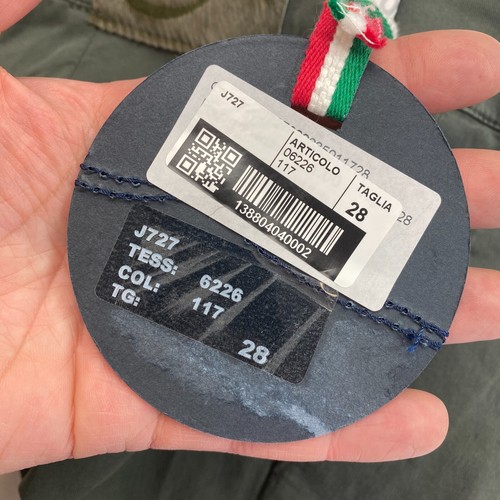 J727
ARTICOLO
06226
117
TAGLIA
28
28
138804040002
J727
TESS: 6226
COL: 117
TG: 28